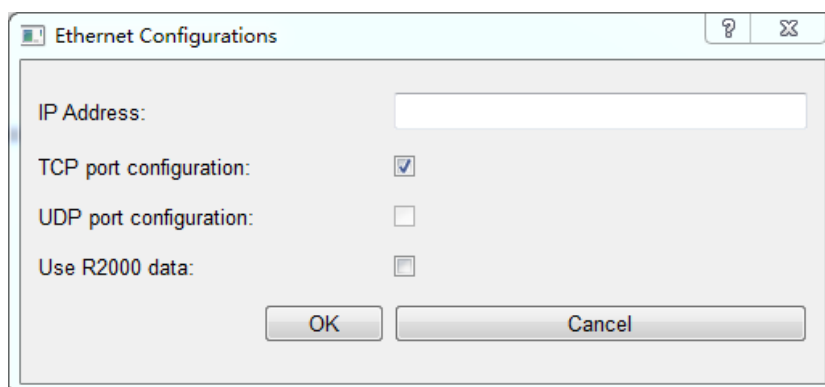 Ethernet Configurations
IP Address:
TCP port configuration:
UDP port configuration:
Use R2000 data:
OK Cancel